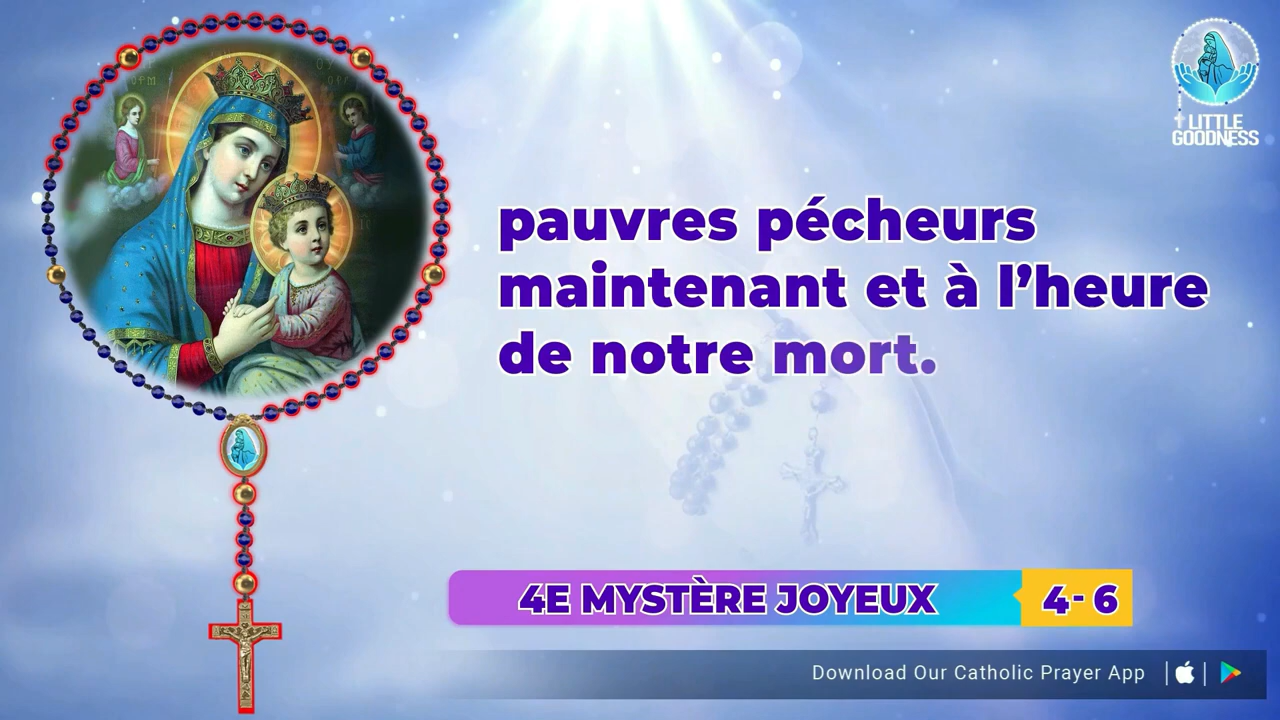 LITTLE
GOODNESS
pauvres pécheurs
maintenant et à l’heure
de notre mort.
4E MYSTÈRE JOYEUX
4- 6
Download Our Catholic Prayer App